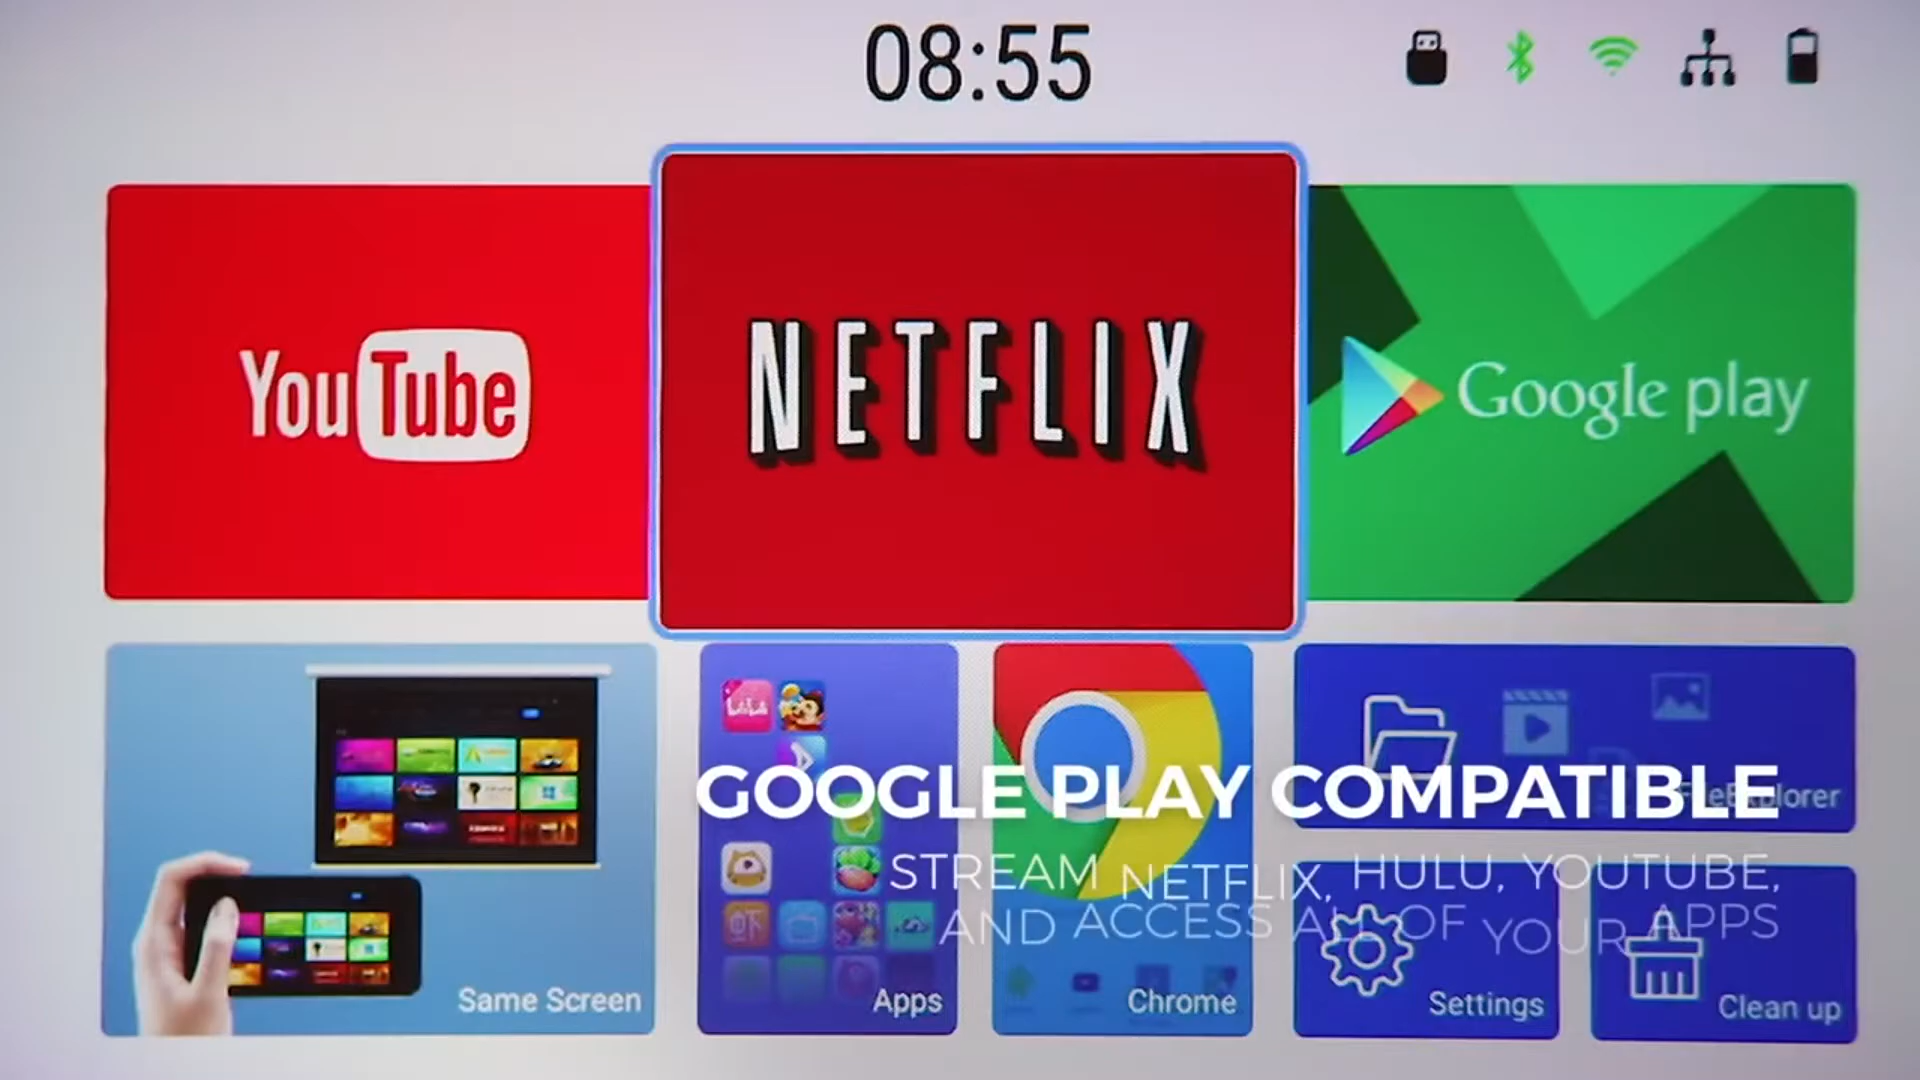 08:55
YouTube
NETFLIX
Google play
GOOGLE PLAY COMPATIBLE
FileExplorer
STREAM NETFLIX, HULU, YOUTUBE,
AND ACCESS ALL OF YOUR APPS
Same Screen
Apps
Chrome
Settings
Clean up